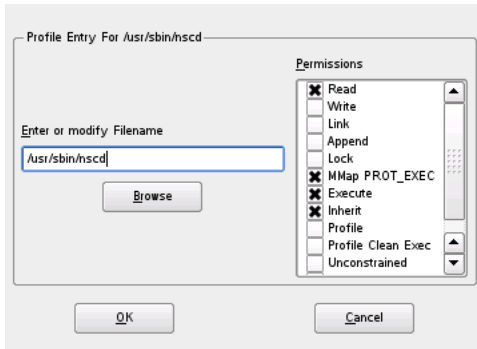 Profile Entry For /usr/sbin/nscd
Permissions
Read
Write
Link
Append
Lock
MMap PROT_EXEC
Execute
Inherit
Profile
Profile Clean Exec
Unconstrained
Enter or modify Filename
/usr/sbin/nscd
Browse
OK
Cancel